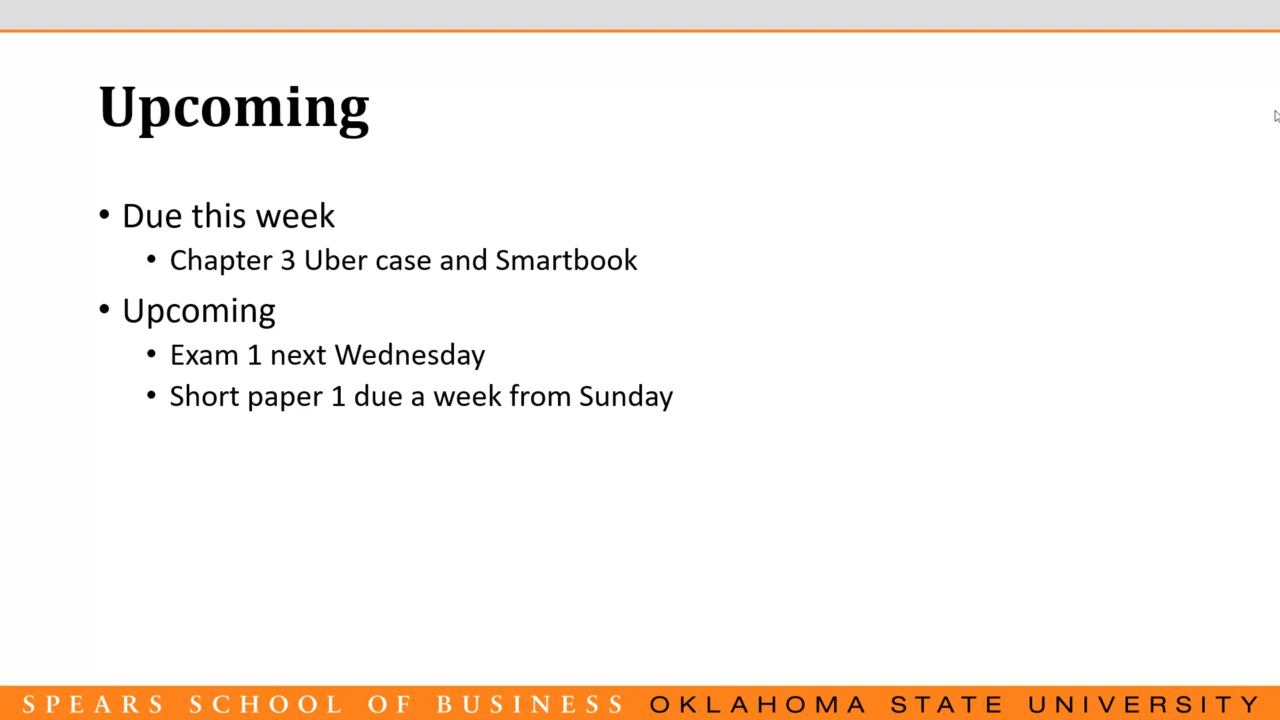 Upcoming
• Due this week
• Chapter 3 Uber case and Smartbook
• Upcoming
• Exam 1 next Wednesday
• Short paper 1 due a week from Sunday
SPEARS SCHOOL OF BUSINESS OKLAHOMA STATE UNIVERSITY